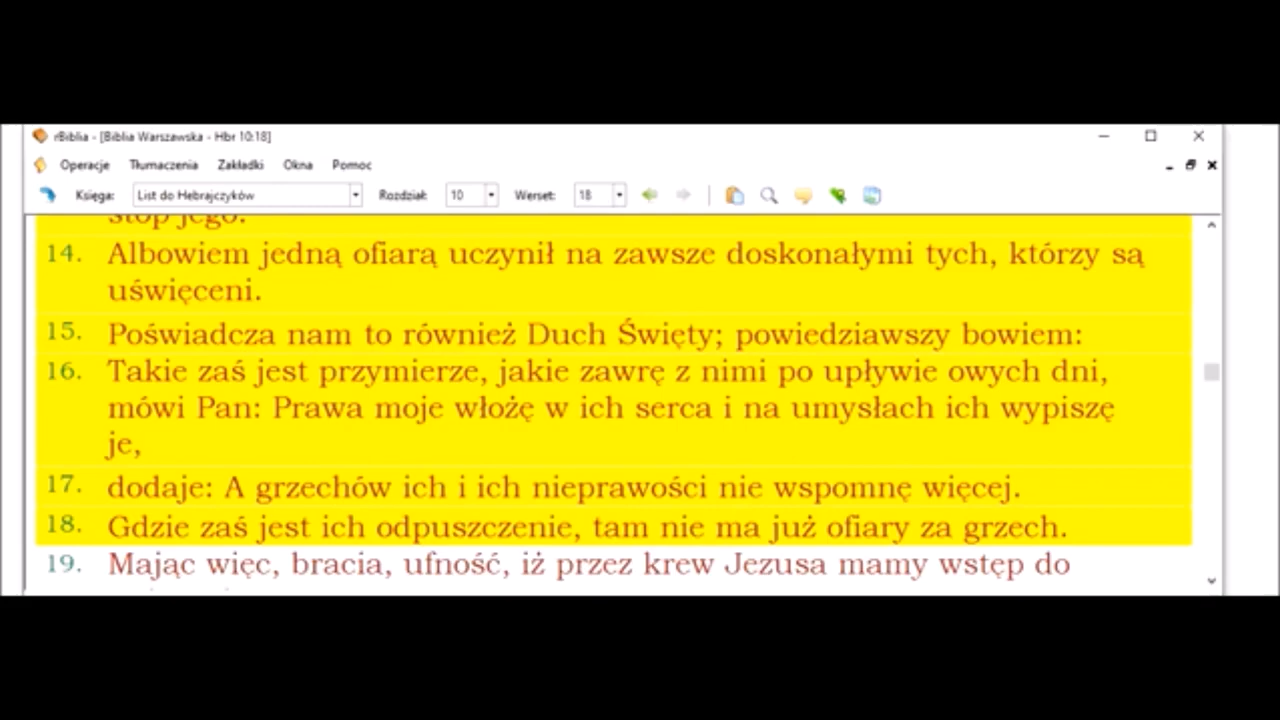 rBiblia - [Biblia Warszawska - Hbr 10:18]
Operacje Tłumaczenia Zakładki Okna Pomoc
Księga: List do Hebrajczyków Rozdział: 10 Werset: 18
stóp jego.
14. Albowiem jedną ofiarą uczynił na zawsze doskonałymi tych, którzy są
uświęceni.
15. Poświadcza nam to również Duch Święty; powiedziawszy bowiem:
16. Takie zaś jest przymierze, jakie zawrę z nimi po upływie owych dni,
mówi Pan: Prawa moje włożę w ich serca i na umysłach ich wypiszę
je,
17. dodaje: A grzechów ich i ich nieprawości nie wspomnę więcej.
18. Gdzie zaś jest ich odpuszczenie, tam nie ma już ofiary za grzech.
19. Mając więc, bracia, ufność, iż przez krew Jezusa mamy wstęp do